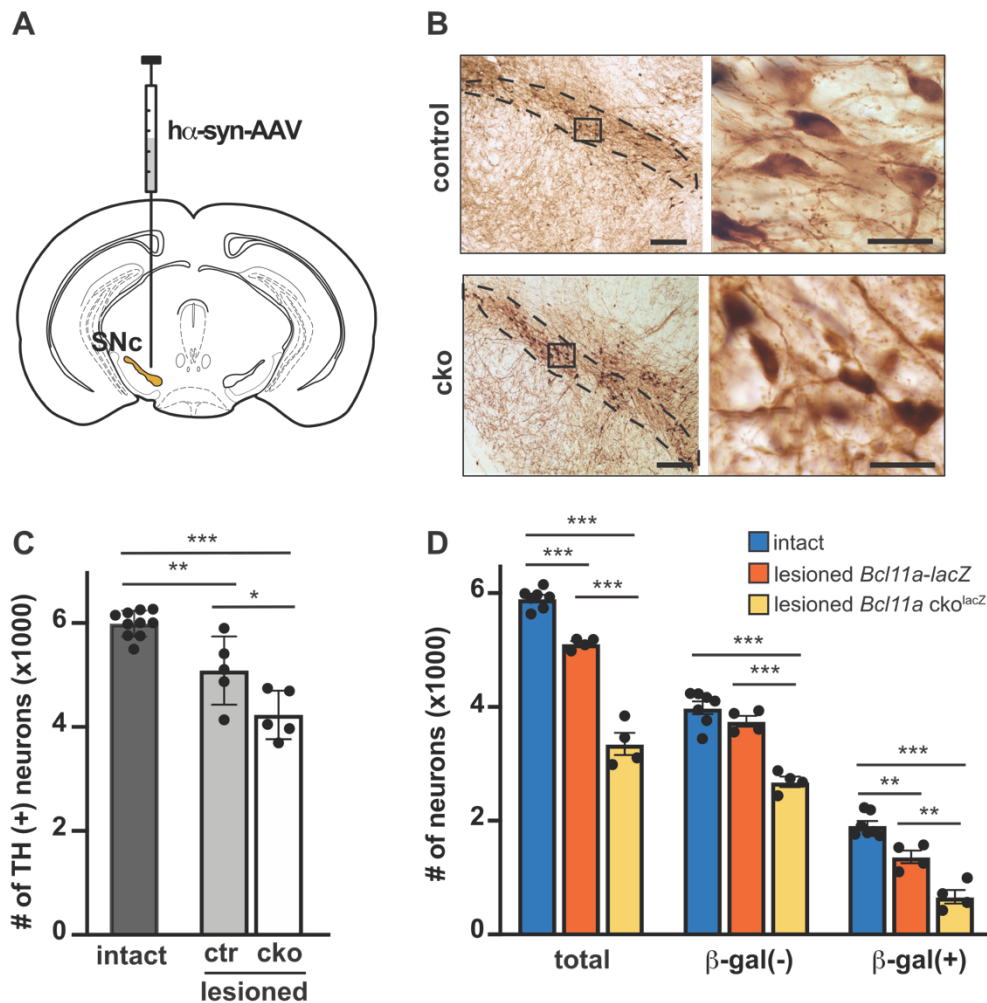 A
hα-syn-AAV
SNc
B
control
cko
C
# of TH (+) neurons (x1000)
6
4
2
0
***
**
*
intact
ctr cko
lesioned
D
# of neurons (x1000)
6
4
2
0
intact
lesioned Bcl11a-lacZ
lesioned Bcl11a ckolacZ
***
***
***
***
***
***
**
**
total
β-gal(-)
β-gal(+)